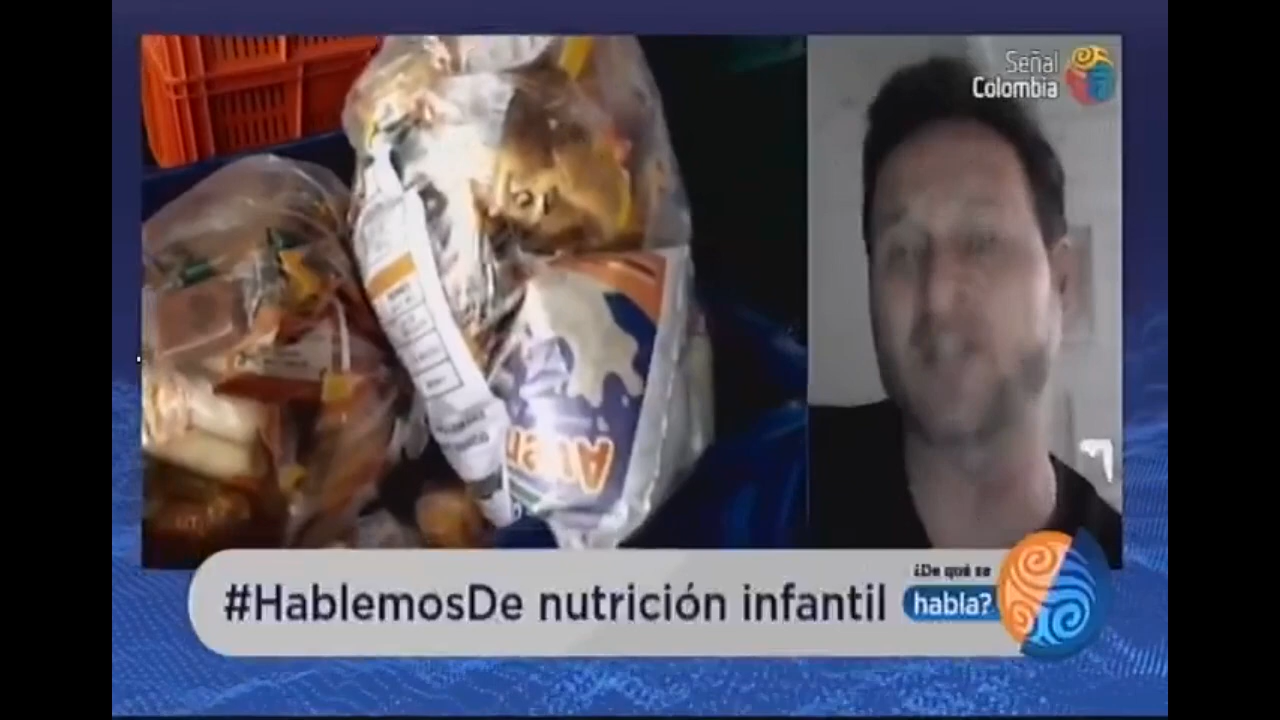 Señal
Colombia
#HablemosDe nutrición infantil
¿De qué se
habla?